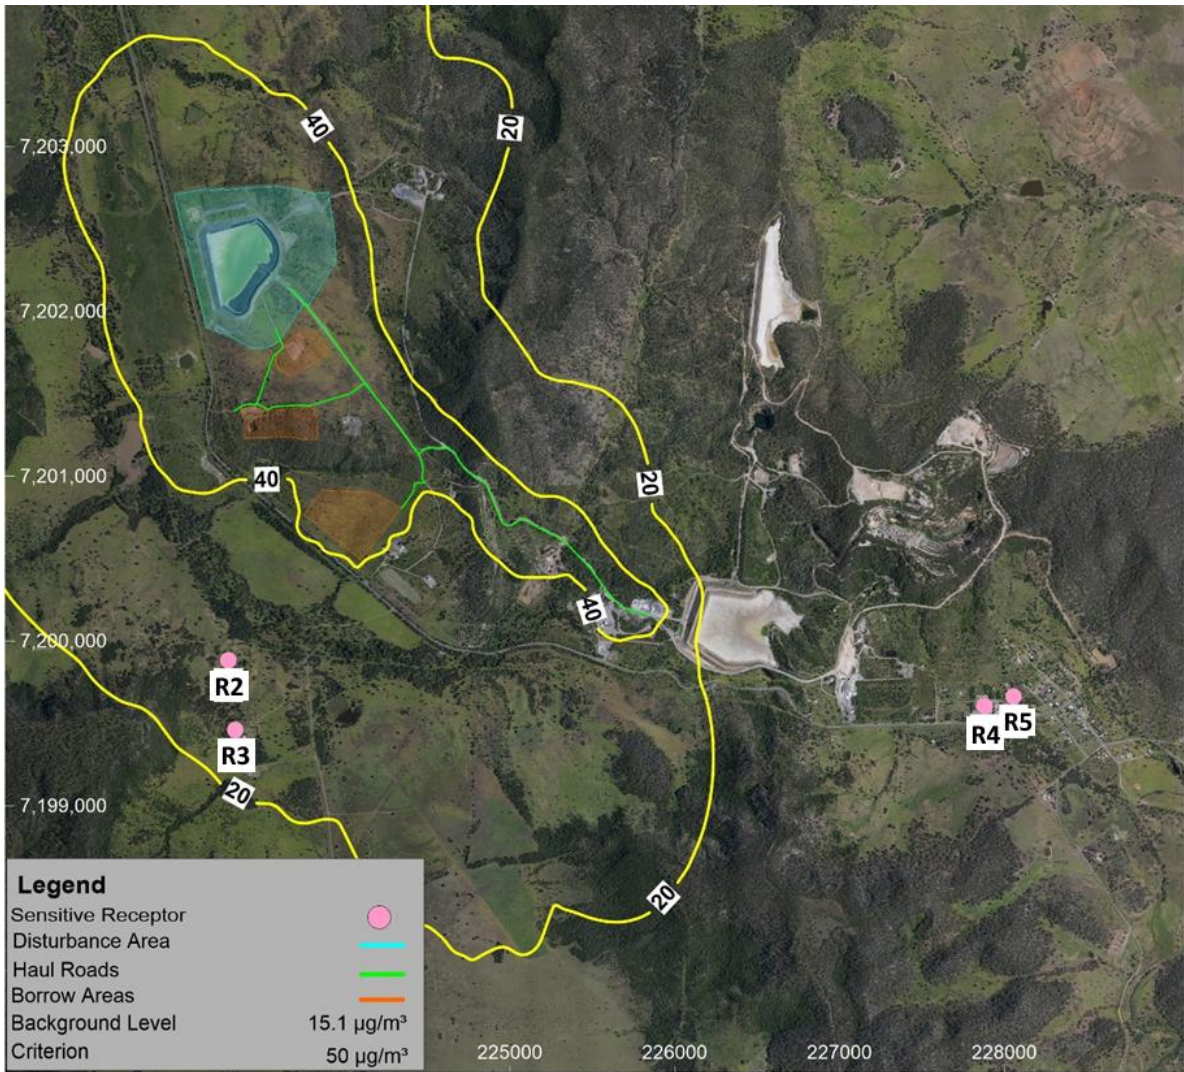 40
20
7,203,000
7,202,000
7,201,000
40
20
40
7,200,000
R2
R3
R4
R5
20
7,199,000
20
Legend
Sensitive Receptor
Disturbance Area
Haul Roads
Borrow Areas
Background Level 15.1 µg/m³
Criterion 50 µg/m³
225000 226000 227000 228000